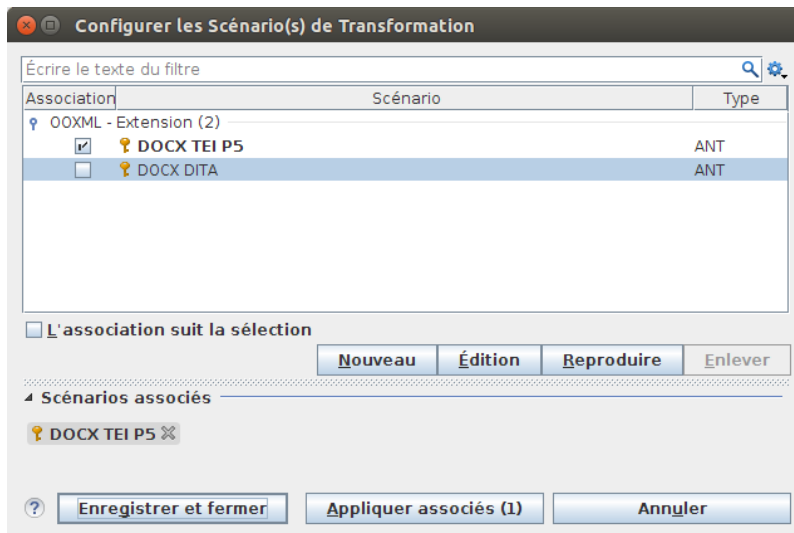 Configurer les Scénario(s) de Transformation
Écrire le texte du filtre
Association Scénario Type
OOXML - Extension (2)
DOCX TEI P5 ANT
DOCX DITA ANT
L'association suit la sélection
Nouveau Édition Reproduire Enlever
Scénarios associés
DOCX TEI P5
? Enregistrer et fermer Appliquer associés (1) Annuler